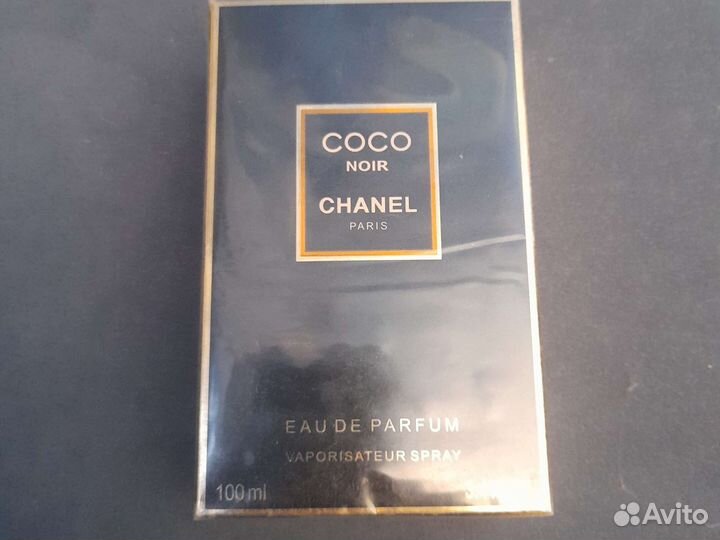 COCO
NOIR
CHANEL
PARIS
EAU DE PARFUM
VAPORISATEUR SPRAY
100 ml
Avito